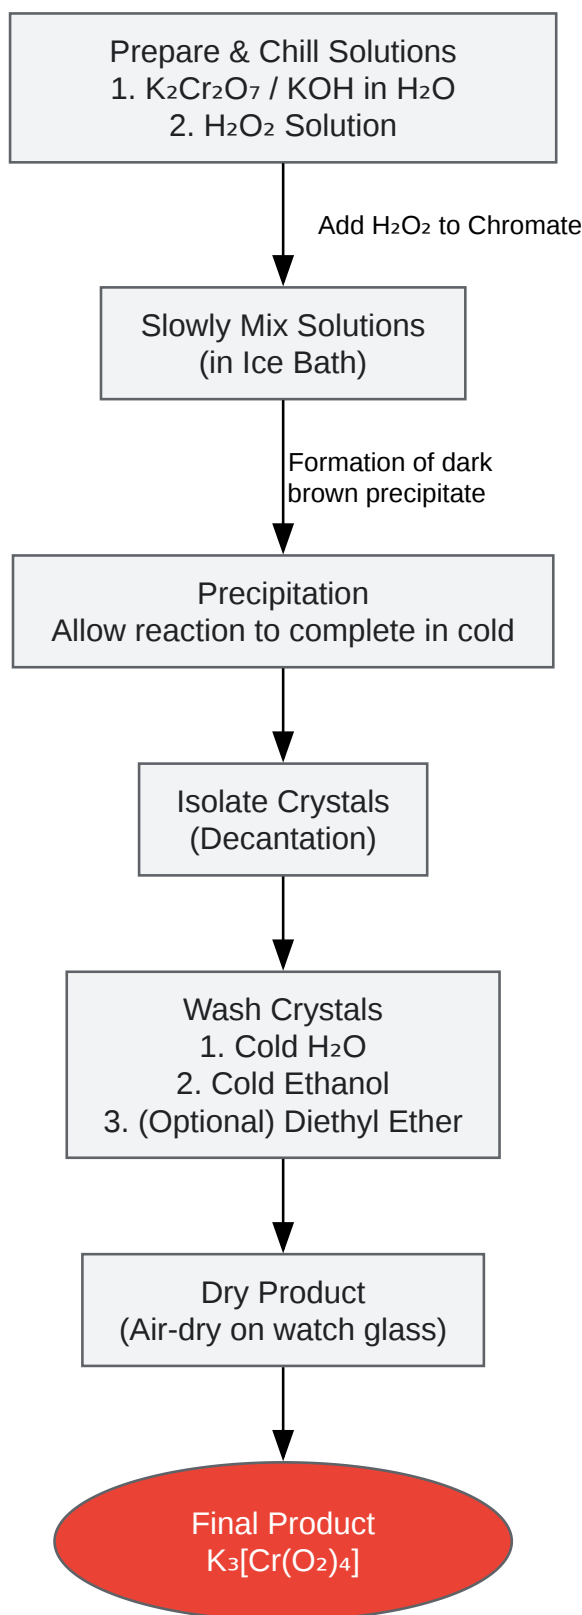 Prepare & Chill Solutions
1. K₂Cr₂O₇ / KOH in H₂O
2. H₂O₂ Solution
Add H₂O₂ to Chromate
Slowly Mix Solutions
(in Ice Bath)
Formation of dark
brown precipitate
Precipitation
Allow reaction to complete in cold
Isolate Crystals
(Decantation)
Wash Crystals
1. Cold H₂O
2. Cold Ethanol
3. (Optional) Diethyl Ether
Dry Product
(Air-dry on watch glass)
Final Product
K₃[Cr(O₂)₄]